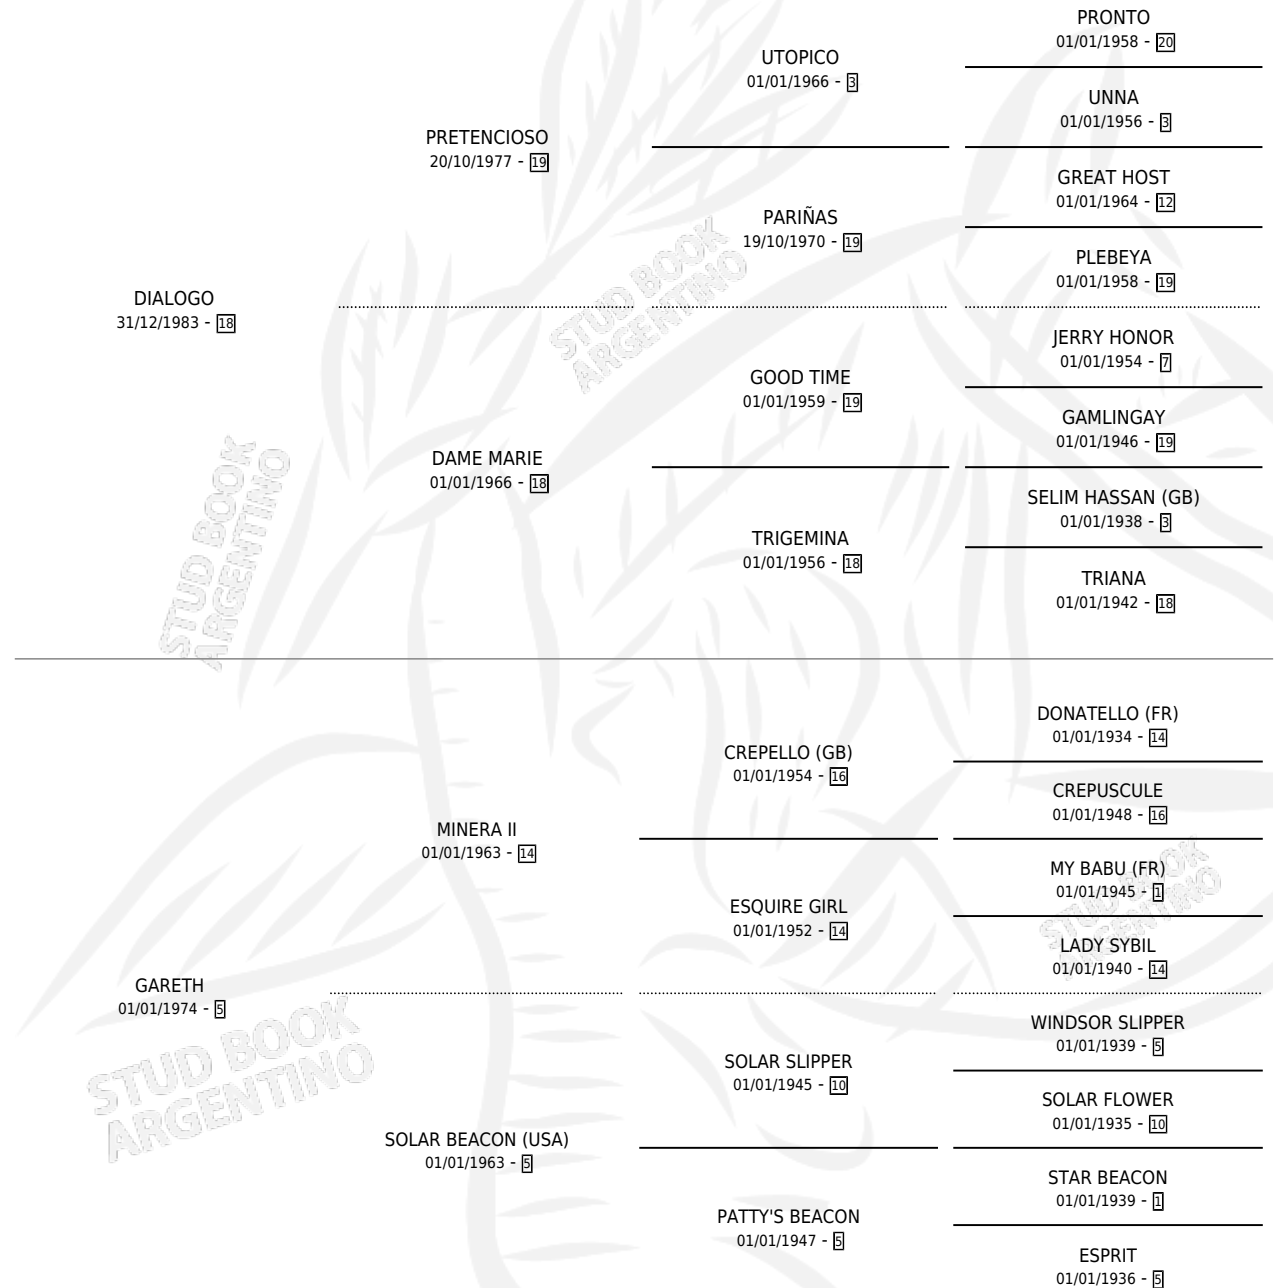 PRONTO
01/01/1958 - 20
UTOPICO
01/01/1966 - 3
UNNA
01/01/1956 - 3
PRETENCIOSO
20/10/1977 - 19
GREAT HOST
01/01/1964 - 12
PARIÑAS
19/10/1970 - 19
PLEBEYA
01/01/1958 - 19
DIALOGO
31/12/1983 - 18
JERRY HONOR
01/01/1954 - 7
GOOD TIME
01/01/1959 - 19
GAMLINGAY
01/01/1946 - 19
DAME MARIE
01/01/1966 - 18
SELIM HASSAN (GB)
01/01/1938 - 3
TRIGEMINA
01/01/1956 - 18
TRIANA
01/01/1942 - 18
STUD BOOK
ARGENTINO
STUD BOOK
ARGENTINO
DONATELLO (FR)
01/01/1934 - 14
CREPELLO (GB)
01/01/1954 - 16
CREPUSCULE
01/01/1948 - 16
MINERA II
01/01/1963 - 14
MY BABU (FR)
01/01/1945 - 1
ESQUIRE GIRL
01/01/1952 - 14
LADY SYBIL
01/01/1940 - 14
GARETH
01/01/1974 - 5
WINDSOR SLIPPER
01/01/1939 - 5
SOLAR SLIPPER
01/01/1945 - 10
SOLAR FLOWER
01/01/1935 - 10
SOLAR BEACON (USA)
01/01/1963 - 5
STAR BEACON
01/01/1939 - 1
PATTY'S BEACON
01/01/1947 - 5
ESPRIT
01/01/1936 - 5
STUD BOOK
ARGENTINO
STUD BOOK
ARGENTINO